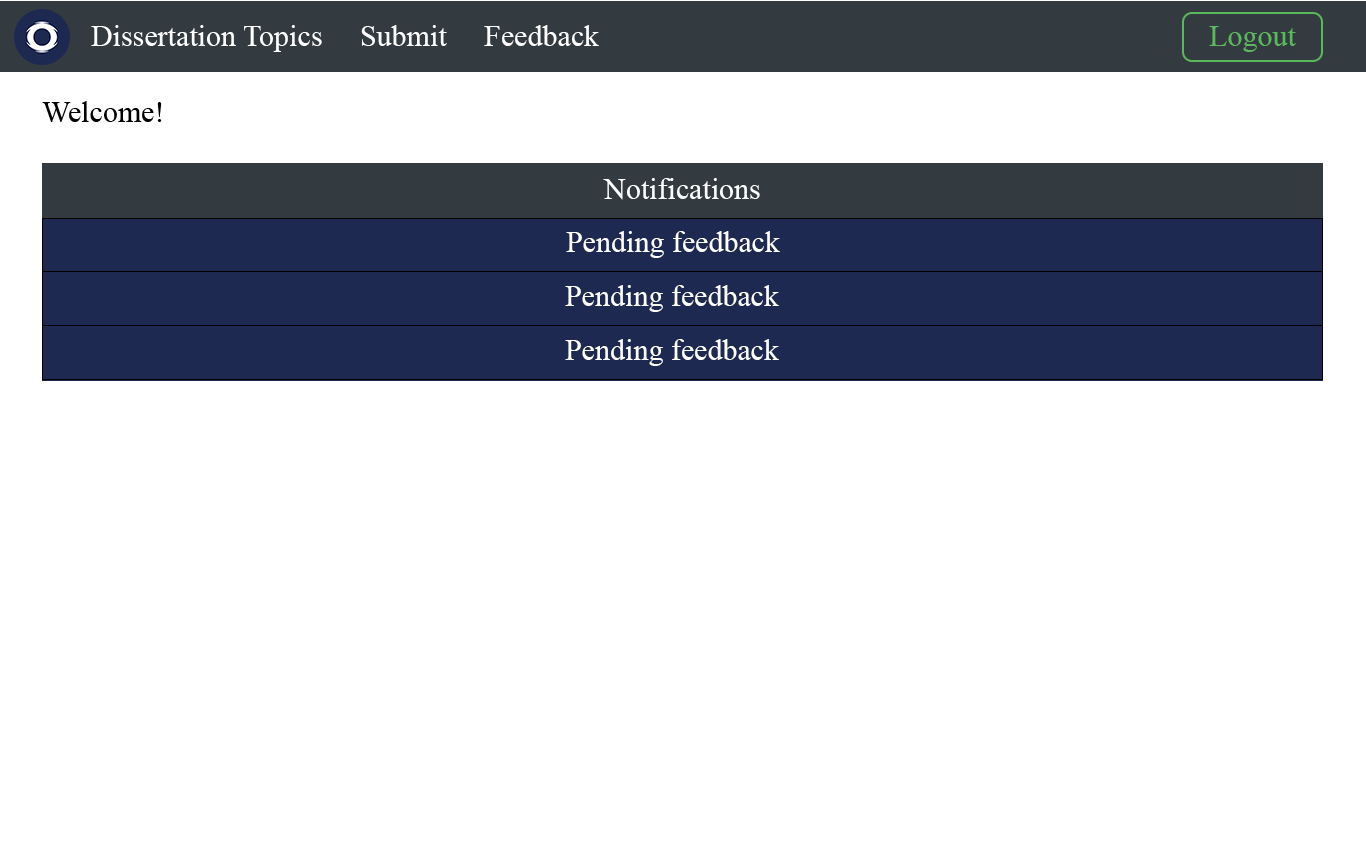 Dissertation Topics Submit Feedback Logout
Welcome!
Notifications
Pending feedback
Pending feedback
Pending feedback